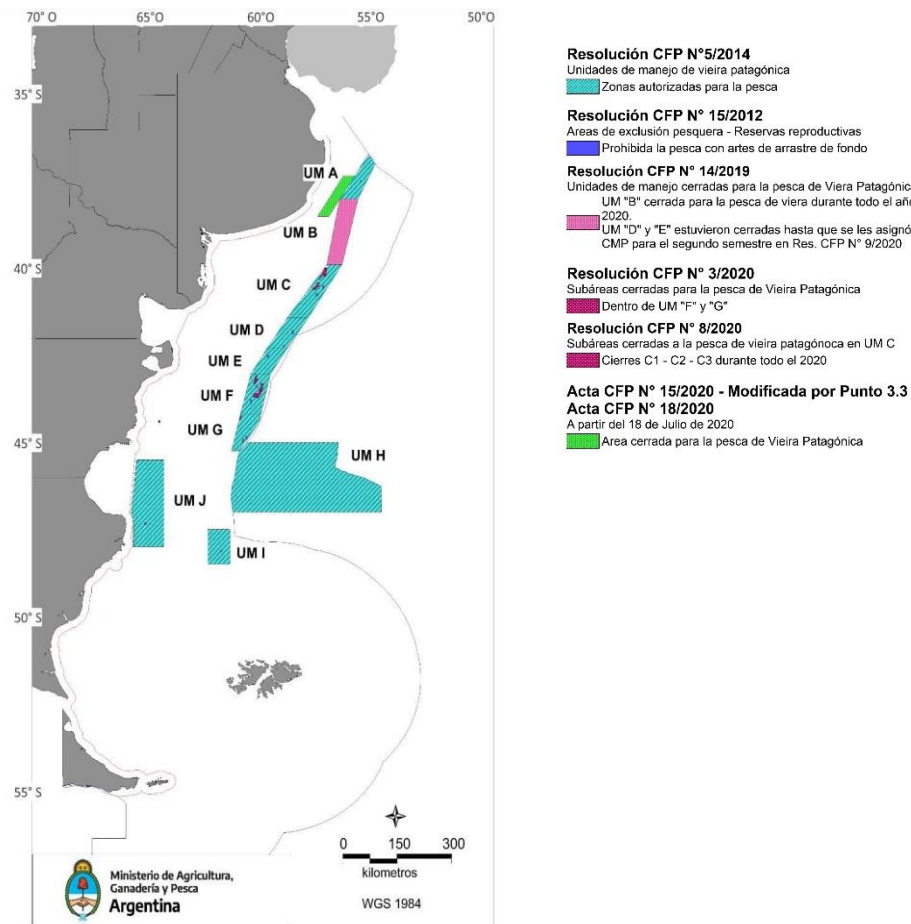 70° O
65°O
60°O
55°O
50°O
35° S
40° S
45° S
50° S
55° S
UM A
UM B
UM C
UM D
UM E
UM F
UM G
UM H
UM J
UM I
0 150 300
kilometros
WGS 1984
Ministerio de Agricultura,
Ganadería y Pesca
Argentina
Resolución CFP N°5/2014
Unidades de manejo de vieira patagónica
Zonas autorizadas para la pesca
Resolución CFP N° 15/2012
Areas de exclusión pesquera - Reservas reproductivas
Prohibida la pesca con artes de arrastre de fondo
Resolución CFP N° 14/2019
Unidades de manejo cerradas para la pesca de Viera Patagónic
UM "B" cerrada para la pesca de viera durante todo el añ
2020.
UM "D" y "E" estuvieron cerradas hasta que se les asignó
CMP para el segundo semestre en Res. CFP N° 9/2020
Resolución CFP N° 3/2020
Subáreas cerradas para la pesca de Vieira Patagónica
Dentro de UM "F" y "G"
Resolución CFP N° 8/2020
Subáreas cerradas a la pesca de vieira patagónoca en UM C
Cierres C1 - C2 - C3 durante todo el 2020
Acta CFP N° 15/2020 - Modificada por Punto 3.3
Acta CFP N° 18/2020
A partir del 18 de Julio de 2020
Area cerrada para la pesca de Vieira Patagónica